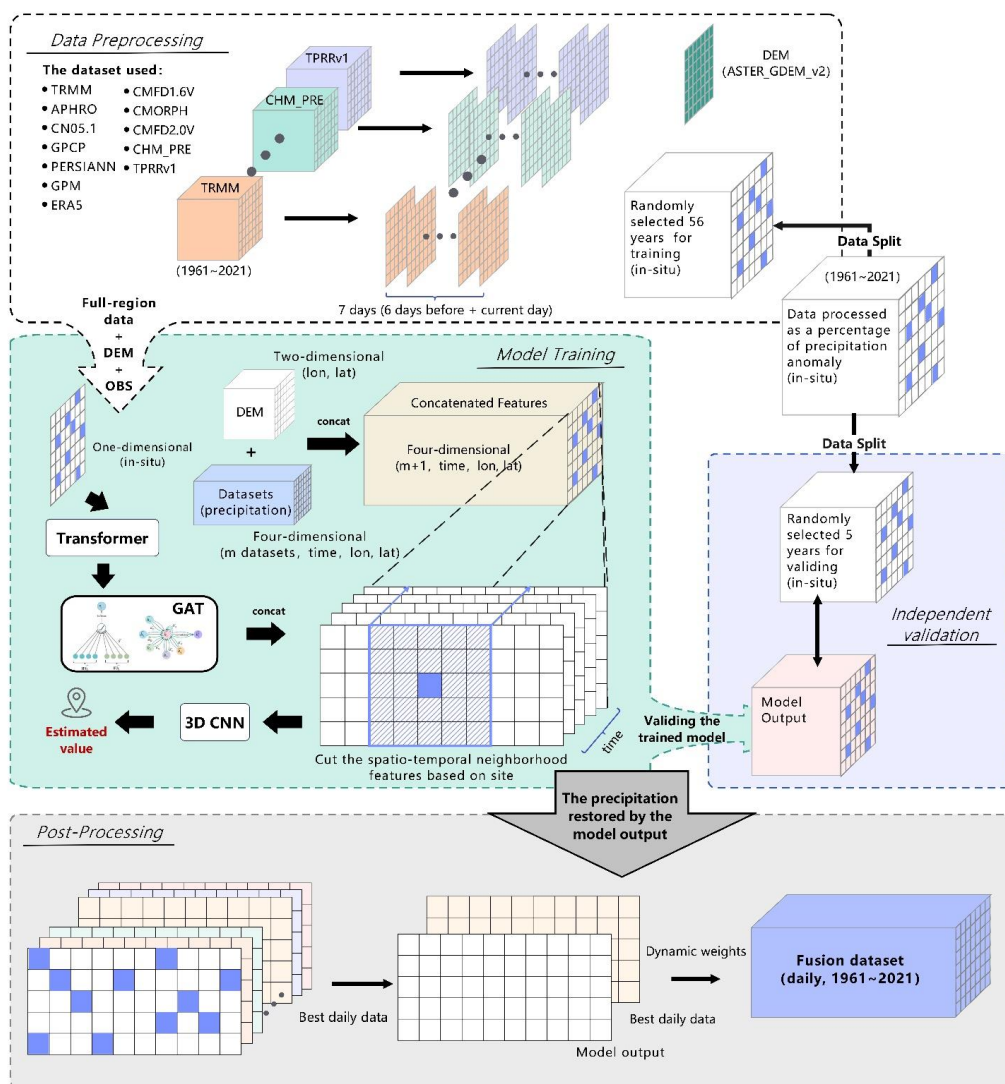 Data Preprocessing
The dataset used:
• TRMM
• APHRO
• CN05.1
• GPCP
• PERSIANN
• GPM
• ERA5
• CMFD1.6V
• CMORPH
• CMFD2.0V
• CHM_PRE
• TPRRv1
TPRRv1
CHM_PRE
TRMM
(1961~2021)
7 days (6 days before + current day)
DEM
(ASTER_GDEM_v2)
Randomly
selected 56
years for
training
(in-situ)
Data Split
(1961~2021)
Data processed
as a percentage
of precipitation
anomaly
(in-situ)
Data Split
Full-region
data
+
DEM
+
OBS
Model Training
Two-dimensional
(lon, lat)
DEM
+
Datasets
(precipitation)
Four-dimensional
(m datasets, time, lon, lat)
concat
Concatenated Features
Four-dimensional
(m+1, time, lon, lat)
One-dimensional
(in-situ)
Transformer
GAT
concat
3D CNN
Estimated
value
time
Cut the spatio-temporal neighborhood
features based on site
Validing the
trained model
Randomly
selected 5
years for
validing
(in-situ)
Independent
validation
Model
Output
The precipitation
restored by the
model output
Post-Processing
Best daily data
Model output
Dynamic weights
Best daily data
Fusion dataset
(daily, 1961~2021)